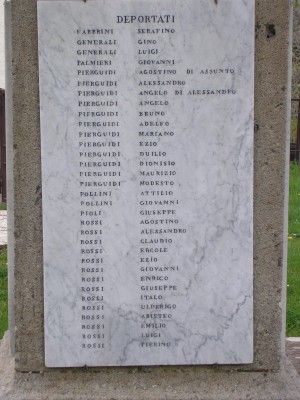 DEPORTATI
CABRINI SERAFINO
GENERALI GINO
GENERALI LUIGI
PALMIERI GIOVANNI
PIERGUIDI AGOSTINO DI ASSUNTO
PIERGUIDI ALESSANDRO
PIERGUIDI ANGELO DI ALESSANDRO
PIERGUIDI ANGELO
PIERGUIDI BRUNO
PIERGUIDI ADELFO
PIERGUIDI MARIANO
PIERGUIDI EZIO
PIERGUIDI DUILIO
PIERGUIDI DIONISIO
PIERGUIDI MAURIZIO
PIERGUIDI MODESTO
POLLINI ATTILIO
POLLINI GIOVANNI
PIOLI GIUSEPPE
ROSSI AGOSTINO
ROSSI ALESSANDRO
ROSSI CLAUDIO
ROSSI ERCOLE
ROSSI EZIO
ROSSI GIOVANNI
ROSSI ENRICO
ROSSI GIUSEPPE
ROSSI ITALO
ROSSI ULDERIGO
ROSSI ARISTEO
ROSSI EMILIO
ROSSI LUIGI
ROSSI PIERINO